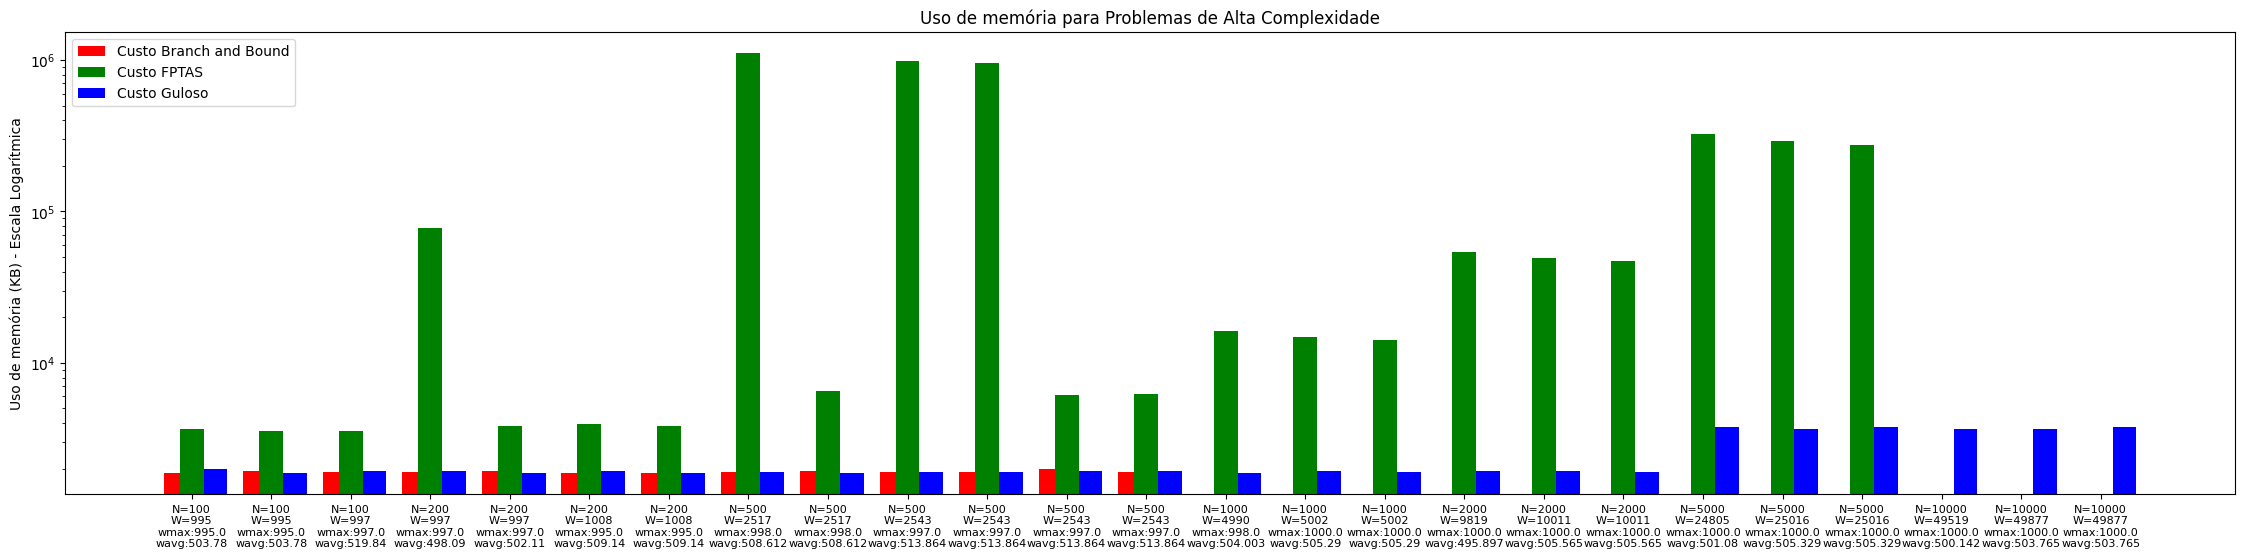 Uso de memória para Problemas de Alta Complexidade
Custo Branch and Bound
Custo FPTAS
Custo Guloso
Uso de memória (KB) - Escala Logarítmica
10^6
10^5
10^4
N=100
W=995
wmax:995.0
wavg:503.78
N=100
W=995
wmax:995.0
wavg:503.78
N=100
W=997
wmax:997.0
wavg:519.84
N=200
W=997
wmax:997.0
wavg:498.09
N=200
W=997
wmax:997.0
wavg:502.11
N=200
W=1008
wmax:995.0
wavg:509.14
N=200
W=1008
wmax:995.0
wavg:509.14
N=500
W=2517
wmax:998.0
wavg:508.612
N=500
W=2517
wmax:998.0
wavg:508.612
N=500
W=2543
wmax:997.0
wavg:513.864
N=500
W=2543
wmax:997.0
wavg:513.864
N=500
W=2543
wmax:997.0
wavg:513.864
N=500
W=2543
wmax:997.0
wavg:513.864
N=1000
W=4990
wmax:998.0
wavg:504.003
N=1000
W=5002
wmax:1000.0
wavg:505.29
N=1000
W=5002
wmax:1000.0
wavg:505.29
N=2000
W=9819
wmax:1000.0
wavg:495.897
N=2000
W=10011
wmax:1000.0
wavg:505.565
N=2000
W=10011
wmax:1000.0
wavg:505.565
N=5000
W=24805
wmax:1000.0
wavg:501.08
N=5000
W=25016
wmax:1000.0
wavg:505.329
N=5000
W=25016
wmax:1000.0
wavg:505.329
N=10000
W=49519
wmax:1000.0
wavg:500.142
N=10000
W=49877
wmax:1000.0
wavg:503.765
N=10000
W=49877
wmax:1000.0
wavg:503.765